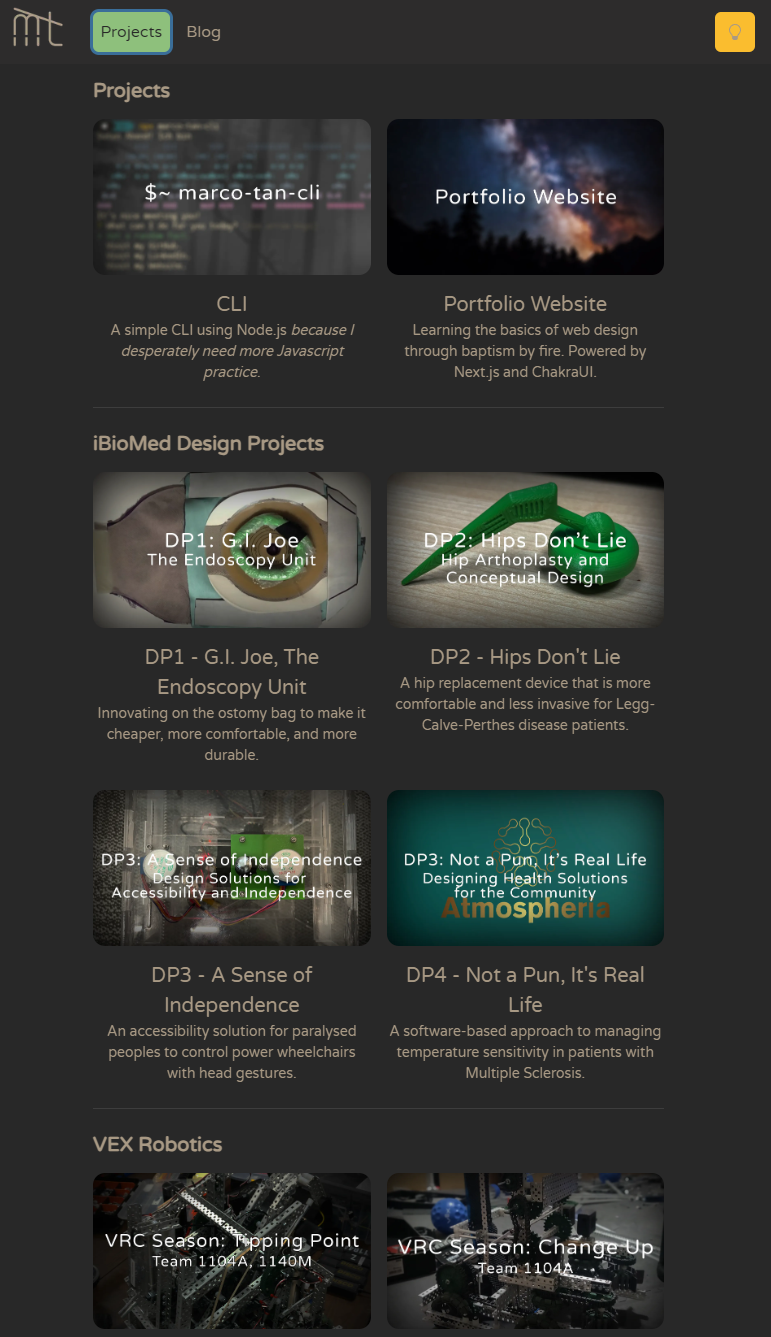 mt
Projects
Blog
Projects
$~ marco-tan-cli
Portfolio Website
CLI
A simple CLI using Node.js because I
desperately need more Javascript
practice.
Portfolio Website
Learning the basics of web design
through baptism by fire. Powered by
Next.js and ChakraUI.
iBioMed Design Projects
DP1: G.I. Joe
The Endoscopy Unit
DP2: Hips Don't Lie
Hip Arthoplasty and
Conceptual Design
DP1 - G.I. Joe, The
Endoscopy Unit
Innovating on the ostomy bag to make it
cheaper, more comfortable, and more
durable.
DP2 - Hips Don't Lie
A hip replacement device that is more
comfortable and less invasive for Legg-
Calve-Perthes disease patients.
DP3: A Sense of Independence
Design Solutions for
Accessibility and Independence
DP3: Not a Pun, It's Real Life
Designing Health Solutions
for the Community
Atmospheria
DP3 - A Sense of
Independence
An accessibility solution for paralysed
peoples to control power wheelchairs
with head gestures.
DP4 - Not a Pun, It's Real
Life
A software-based approach to managing
temperature sensitivity in patients with
Multiple Sclerosis.
VEX Robotics
VRC Season: Tipping Point
Team 1104A, 1140M
VRC Season: Change Up
Team 1104A